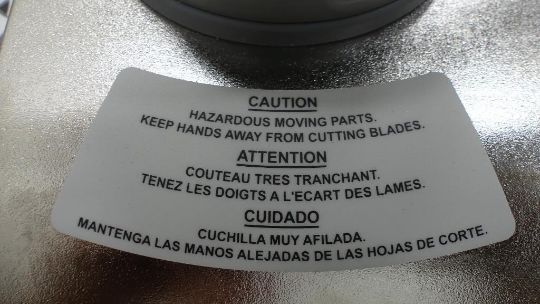 CAUTION
HAZARDOUS MOVING PARTS.
KEEP HANDS AWAY FROM CUTTING BLADES.
ATTENTION
COUTEAU TRES TRANCHANT.
TENEZ LES DOIGTS A L'ECART DES LAMES.
CUIDADO
CUCHILLA MUY AFILADA.
MANTENGA LAS MANOS ALEJADAS DE LAS HOJAS DE CORTE.